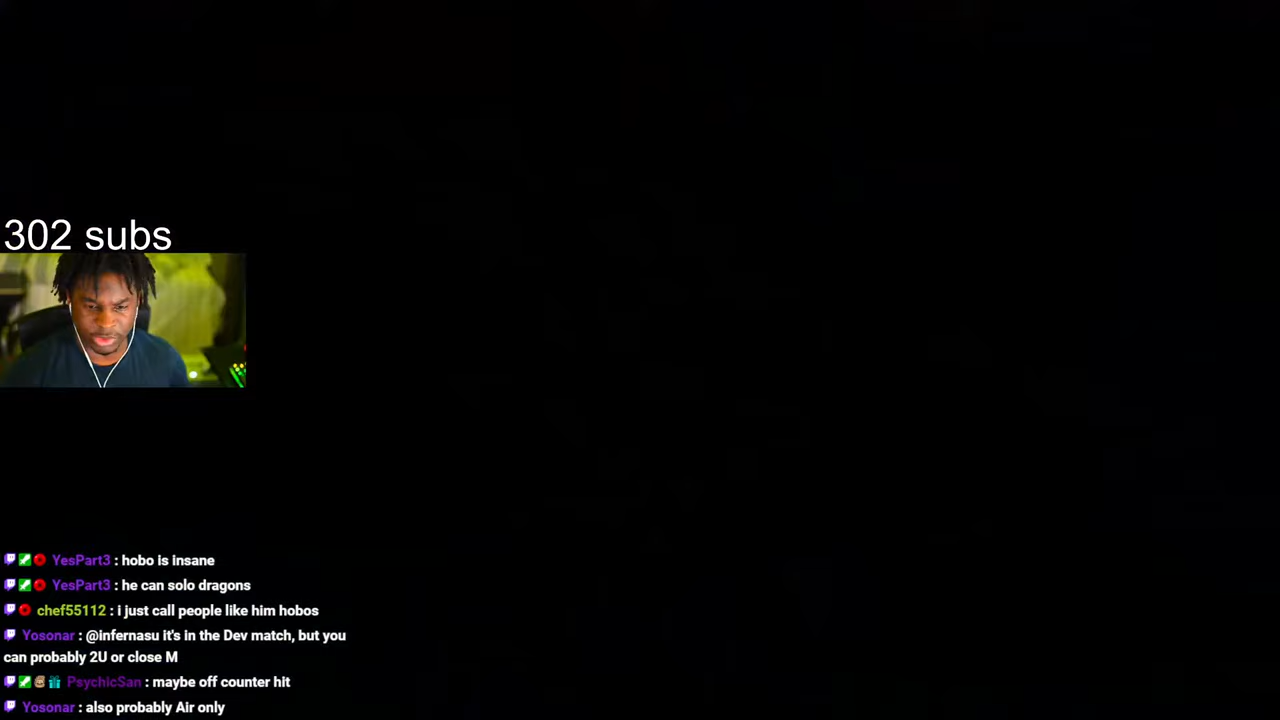 302 subs
YesPart3 : hobo is insane
YesPart3 : he can solo dragons
chef55112 : i just call people like him hobos
Yosonar : @infernasu it's in the Dev match, but you
can probably 2U or close M
PsychicSan : maybe off counter hit
Yosonar : also probably Air only